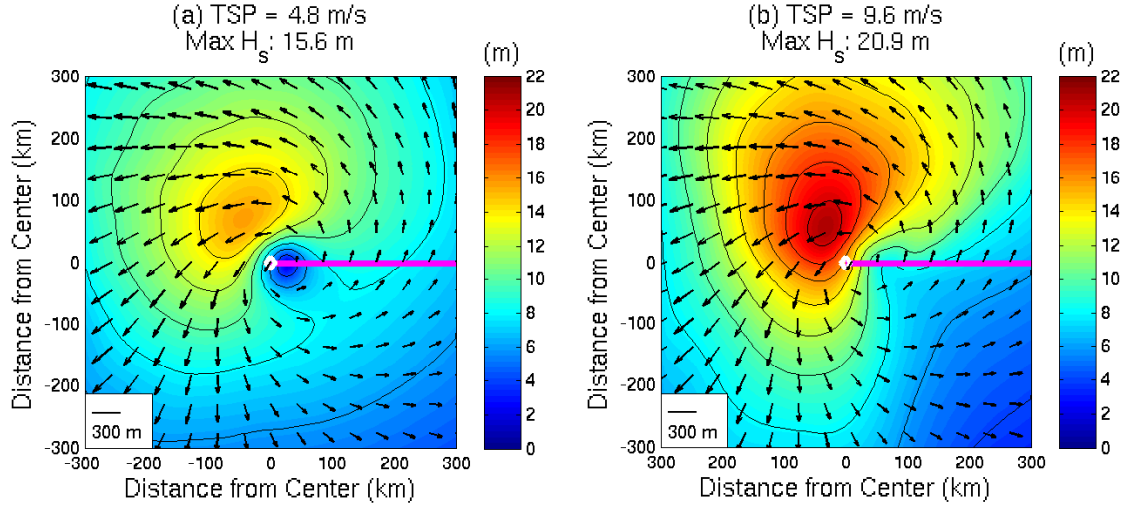 (a) TSP = 4.8 m/s
Max Hs: 15.6 m
(m)
300
200
100
0
-100
-200
-300
Distance from Center (km)
300 m
-300 -200 -100 0 100 200 300
Distance from Center (km)
22
20
18
16
14
12
10
8
6
4
2
0
(b) TSP = 9.6 m/s
Max Hs: 20.9 m
(m)
300
200
100
0
-100
-200
-300
Distance from Center (km)
300 m
-300 -200 -100 0 100 200 300
Distance from Center (km)
22
20
18
16
14
12
10
8
6
4
2
0